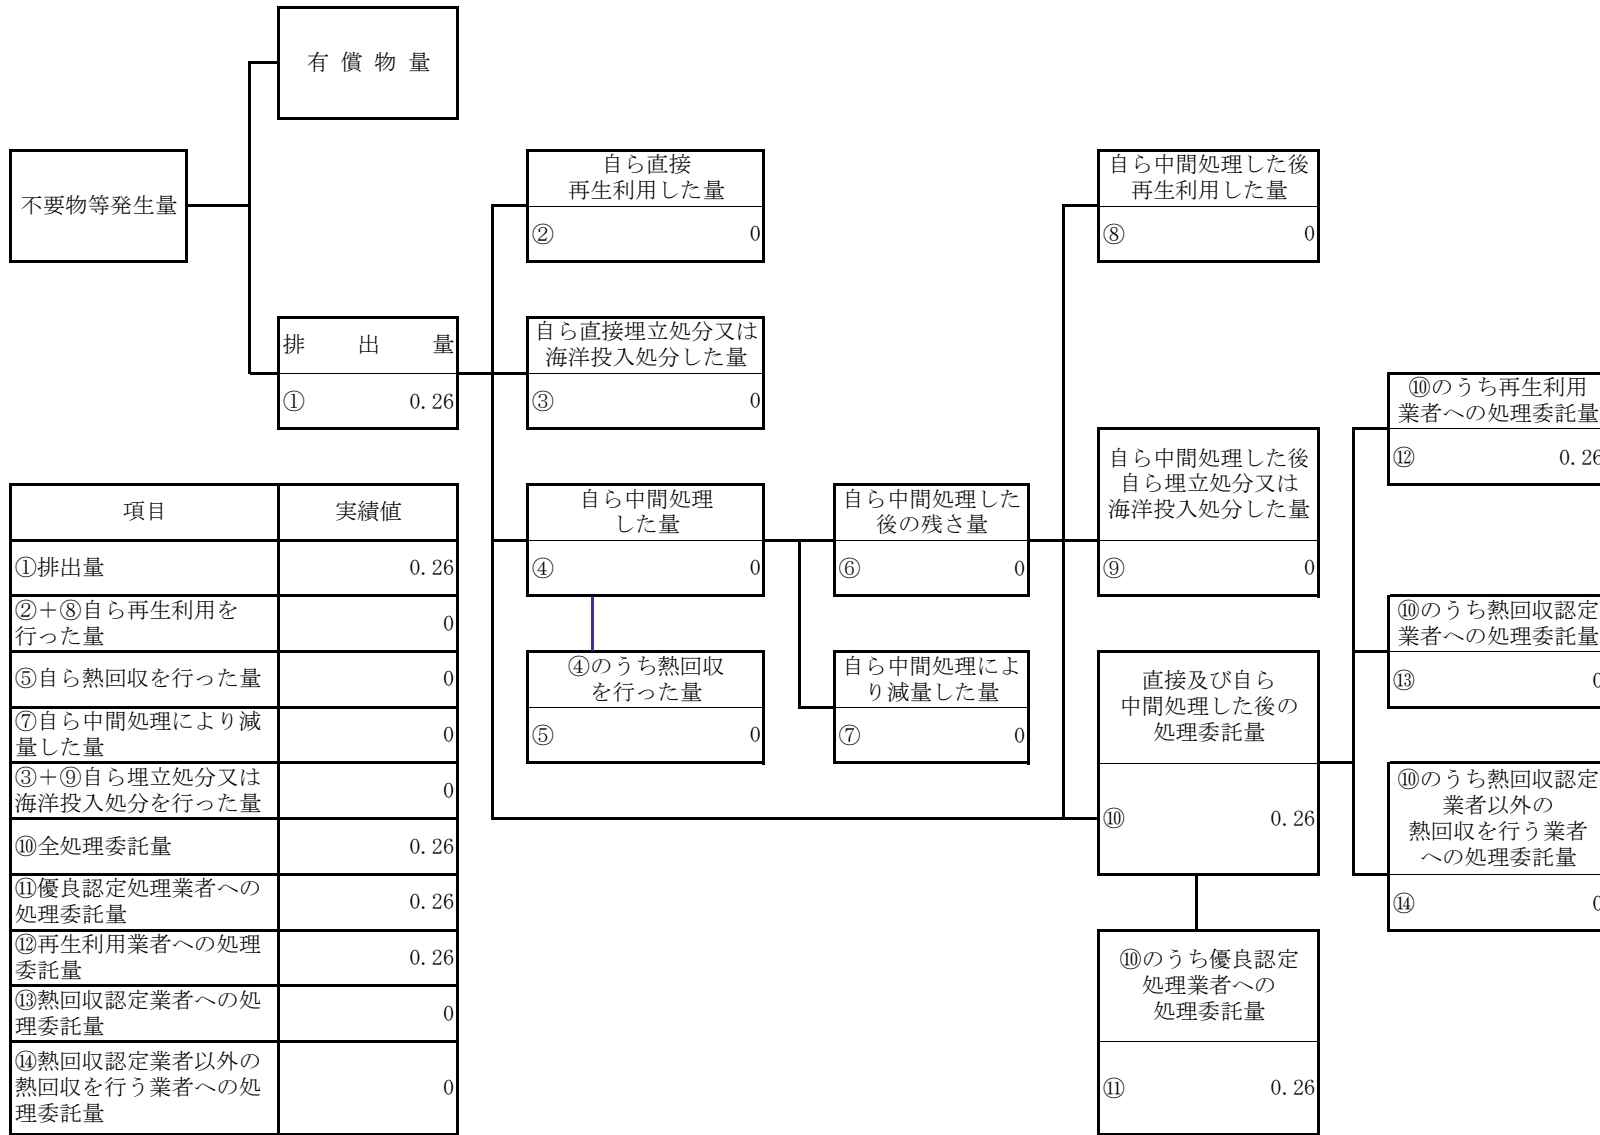 有償物量
不要物等発生量
自ら直接
再生利用した量
② 0
自ら中間処理した後
再生利用した量
⑧ 0
排出量
① 0.26
自ら直接埋立処分又は
海洋投入処分した量
③ 0
⑩のうち再生利用
業者への処理委託量
⑫ 0.26
自ら中間処理
した量
④ 0
自ら中間処理した
後の残さ量
⑥ 0
自ら中間処理した後
自ら埋立処分又は
海洋投入処分した量
⑨ 0
⑩のうち熱回収認定
業者への処理委託量
⑬ 0
④のうち熱回収
を行った量
⑤ 0
自ら中間処理によ
り減量した量
⑦ 0
直接及び自ら
中間処理した後の
処理委託量
⑩ 0.26
⑩のうち熱回収認定
業者以外の
熱回収を行う業者
への処理委託量
⑭ 0
⑩のうち優良認定
処理業者への
処理委託量
⑪ 0.26
項目 実績値
①排出量 0.26
②+⑧自ら再生利用を
行った量 0
⑤自ら熱回収を行った量 0
⑦自ら中間処理により減
量した量 0
③+⑨自ら埋立処分又は
海洋投入処分を行った量 0
⑩全処理委託量 0.26
⑪優良認定処理業者への
処理委託量 0.26
⑫再生利用業者への処理
委託量 0.26
⑬熱回収認定業者への処
理委託量 0
⑭熱回収認定業者以外の
熱回収を行う業者への処
理委託量 0